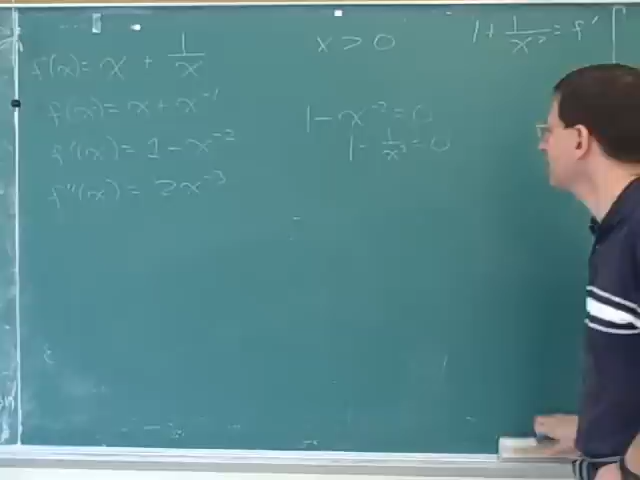 f(x) = x + 1/x
f(x) = x + x⁻¹
f'(x) = 1 - x⁻²
f''(x) = 2x⁻³
x > 0
1 - x⁻² = 0
1 - 1/x² = 0
1 + 1/x² = f'